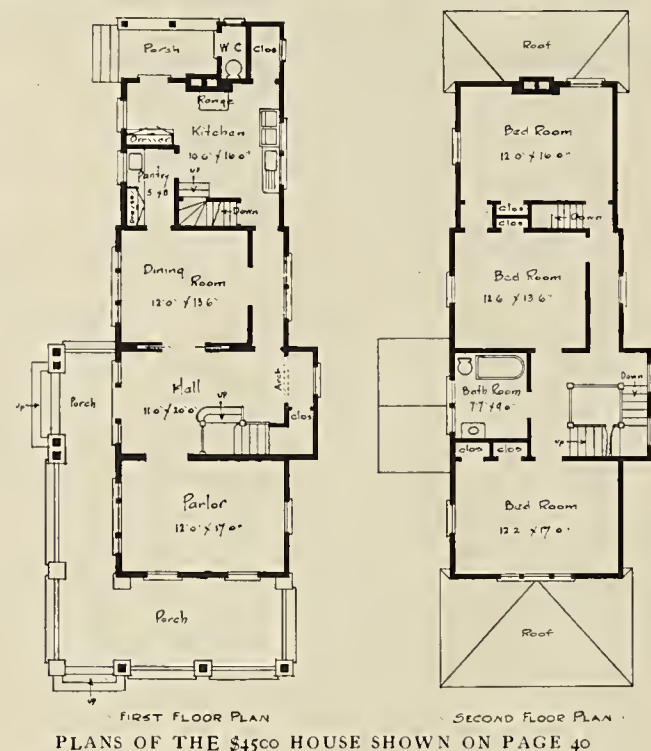 Porch
W C
Clos
Range
Kitchen
10'6" X 16'0"
Dresser
Pantry
5 X 8
Dresser
UP
Down
Dining Room
12'0" X 13'6"
Hall
11'0" X 20'0"
UP
Arch
clos
Porch
UP
Parlor
12'0" X 17'0"
Porch
UP
FIRST FLOOR PLAN
Roof
Bed Room
12'0" X 16'0"
clos
clos
Down
Bed Room
12'6 X 13'6"
Bath Room
7'7" X 9'6"
Down
UP
clos
clos
Bed Room
12'2 X 17'0"
Roof
SECOND FLOOR PLAN
PLANS OF THE $4500 HOUSE SHOWN ON PAGE 40